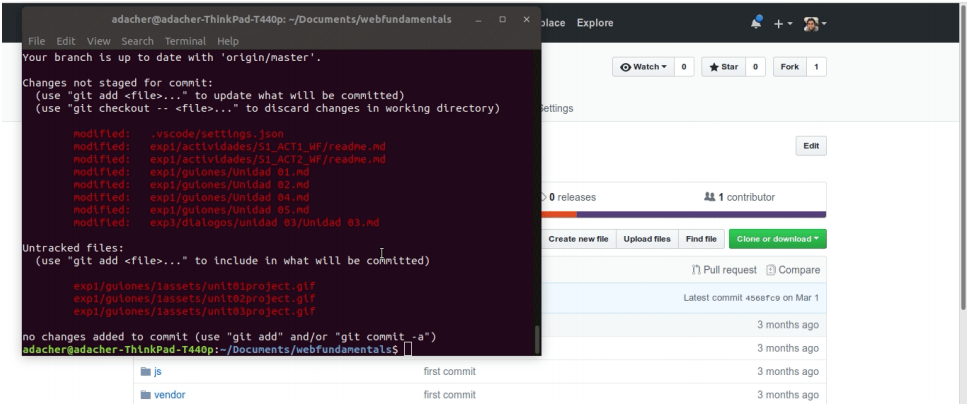 adacher@adacher-ThinkPad-T440p: ~/Documents/webfundamentals
File Edit View Search Terminal Help
Your branch is up to date with 'origin/master'.
Changes not staged for commit:
(use "git add <file>..." to update what will be committed)
(use "git checkout -- <file>..." to discard changes in working directory)
modified: .vscode/settings.json
modified: exp1/actividades/S1_ACT1_WF/readme.md
modified: exp1/actividades/S1_ACT2_WF/readme.md
modified: exp1/guiones/Unidad 01.md
modified: exp1/guiones/Unidad 02.md
modified: exp1/guiones/Unidad 04.md
modified: exp1/guiones/Unidad 05.md
modified: exp3/dialogos/unidad 03/Unidad 03.md
Untracked files:
(use "git add <file>..." to include in what will be committed)
exp1/guiones/1assets/unit01project.gif
exp1/guiones/1assets/unit02project.gif
exp1/guiones/1assets/unit03project.gif
no changes added to commit (use "git add" and/or "git commit -a")
adacher@adacher-ThinkPad-T440p:~/Documents/webfundamentals$
place Explore
Watch 0 Star 0 Fork 1
Settings
Edit
0 releases 1 contributor
Create new file Upload files Find file Clone or download
Pull request Compare
Latest commit 4568fc9 on Mar 1
3 months ago
3 months ago
js first commit 3 months ago
vendor first commit 3 months ago